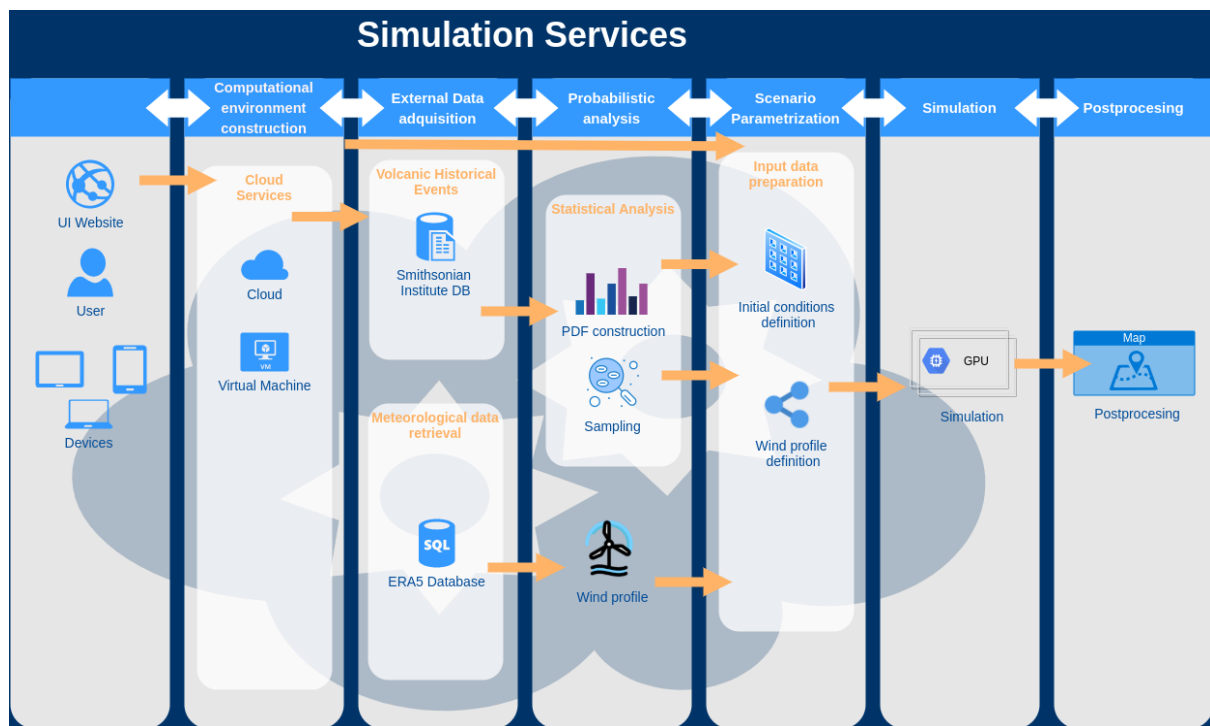 Simulation Services
Computational
environment
construction
External Data
adquisition
Probabilistic
analysis
Scenario
Parametrization
Simulation
Postprocesing
UI Website
User
Devices
Cloud
Services
Cloud
VM
Virtual Machine
Volcanic Historical
Events
Smithsonian
Institute DB
Meteorological data
retrieval
SQL
ERA5 Database
Statistical Analysis
PDF construction
Sampling
Wind profile
Input data
preparation
Initial conditions
definition
Wind profile
definition
GPU
Simulation
Map
Postprocesing